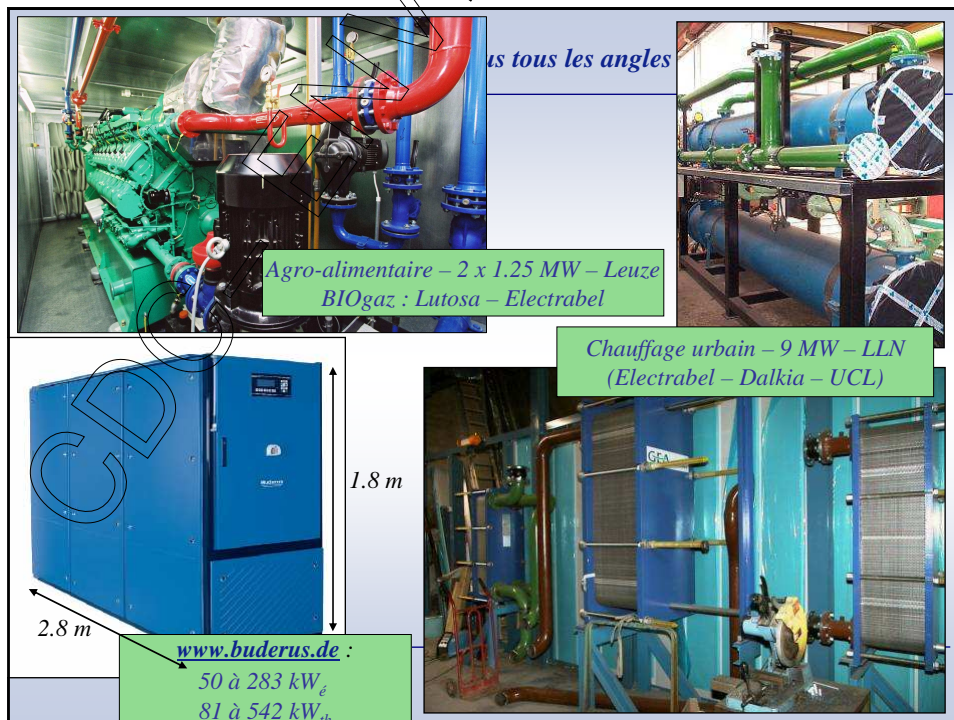 us tous les angles
Agro-alimentaire – 2 x 1.25 MW – Leuze
BIOgaz : Lutosa – Electrabel
Chauffage urbain – 9 MW – LLN
(Electrabel – Dalkia – UCL)
GEA
Buderus
1.8 m
2.8 m
www.buderus.de :
50 à 283 kWé
81 à 542 kWth